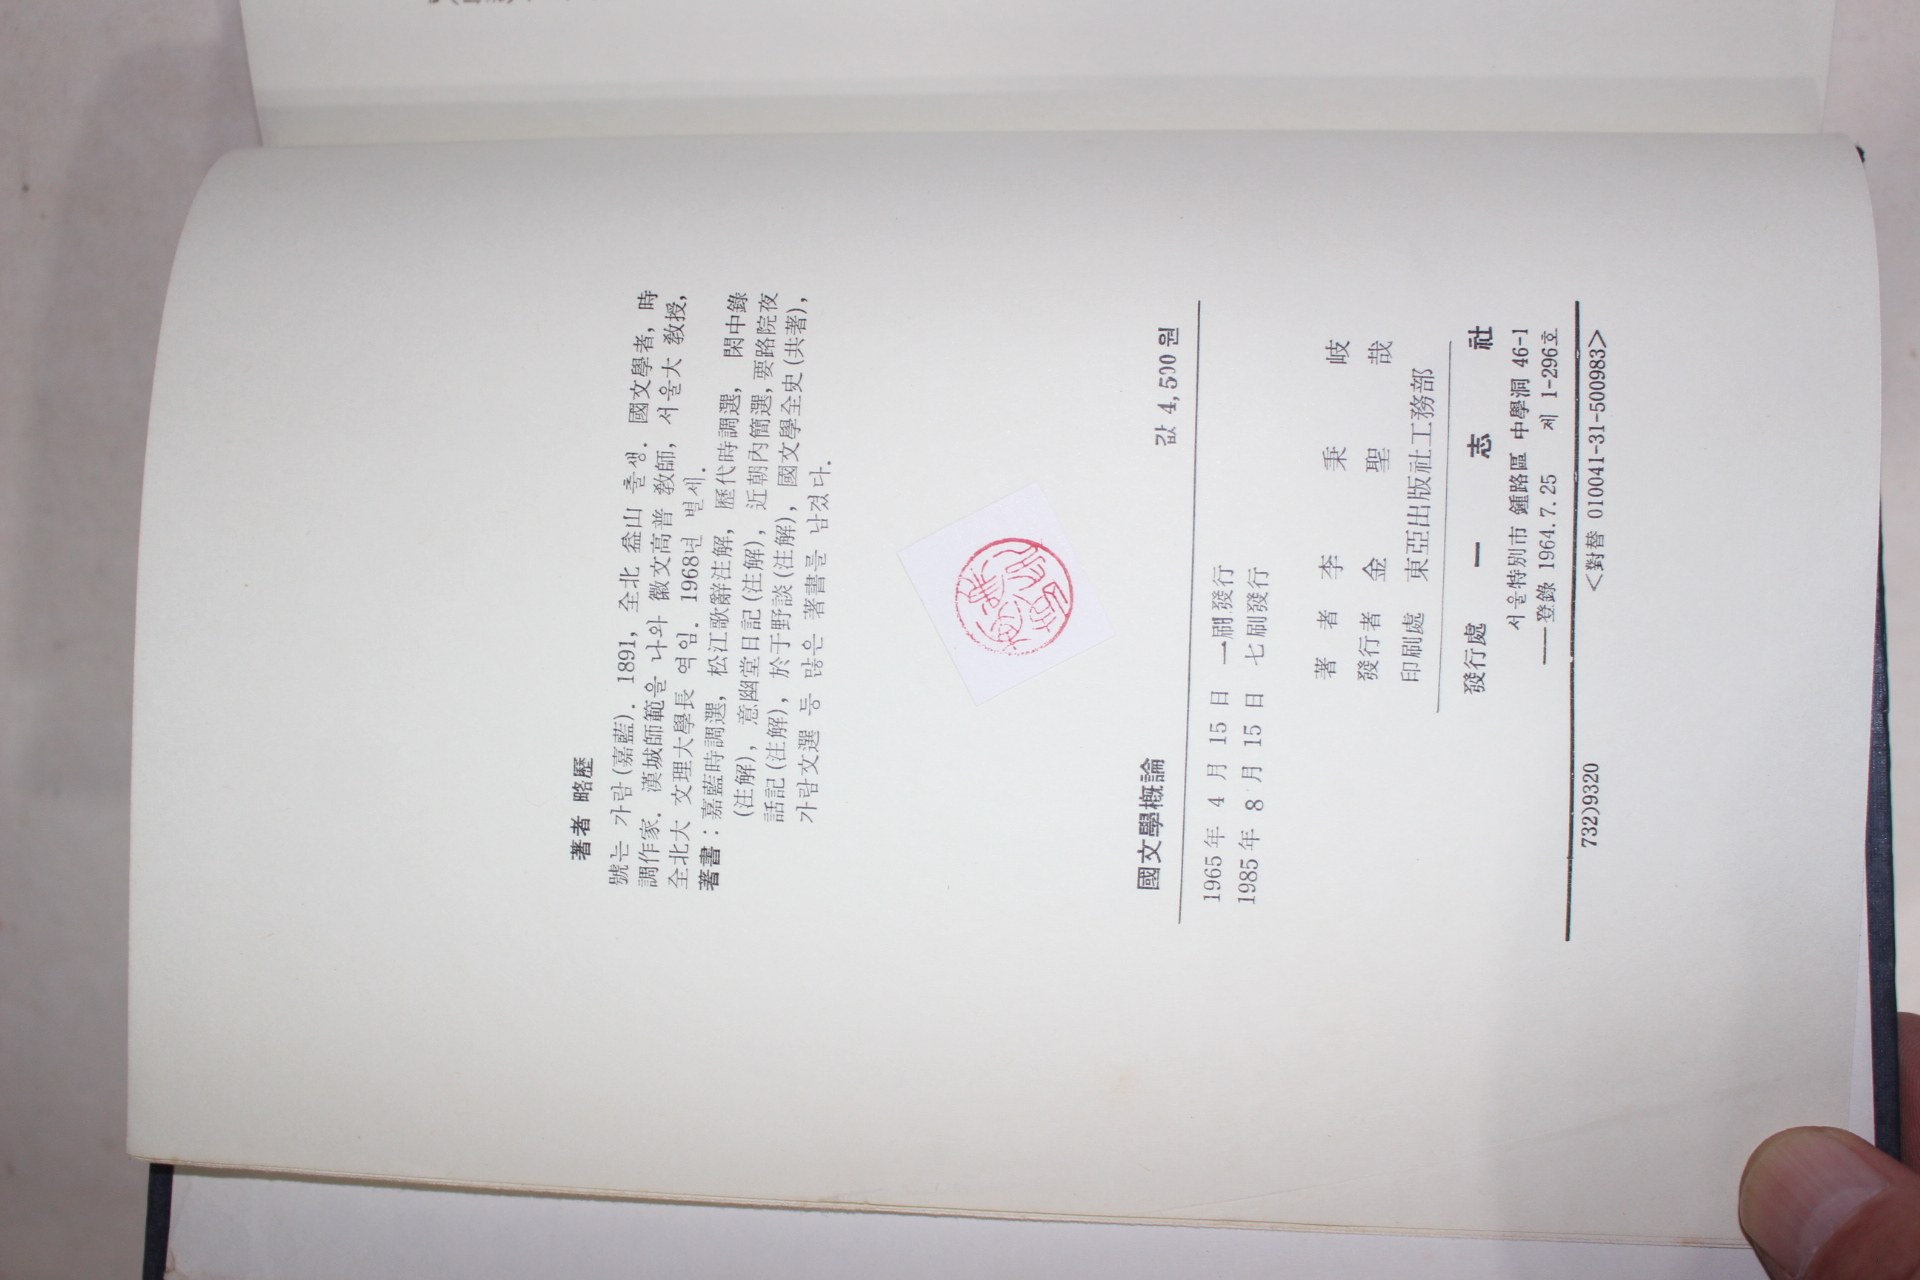 著者 略歷
號는 가람(嘉藍). 1891, 全北 益山 출생. 國文學者, 時
調作家. 漢城師範을 나와 徽文高普 敎師, 서울大 敎授,
全北大 文理大學長 역임. 1968년 별세.
著書 : 嘉藍時調選, 松江歌辭注解, 歷代時調選, 閑中錄
(注解), 意幽堂日記(注解), 近朝內簡選, 要路院夜
話記(注解), 於于野談(注解), 國文學全史(共著),
가람文選 등 많은 著書를 남겼다.
國文學槪論 값 4,500원
1965年 4月 15日 一刷發行
1985年 8月 15日 七刷發行
著者 李秉岐
發行者 金聖哉
印刷處 東亞出版社工務部
發行處 一志社
서울特別市 鍾路區 中學洞 46-1
——登錄 1964.7.25 제 1-296호
732)9320 <對替 010041-31-500983>